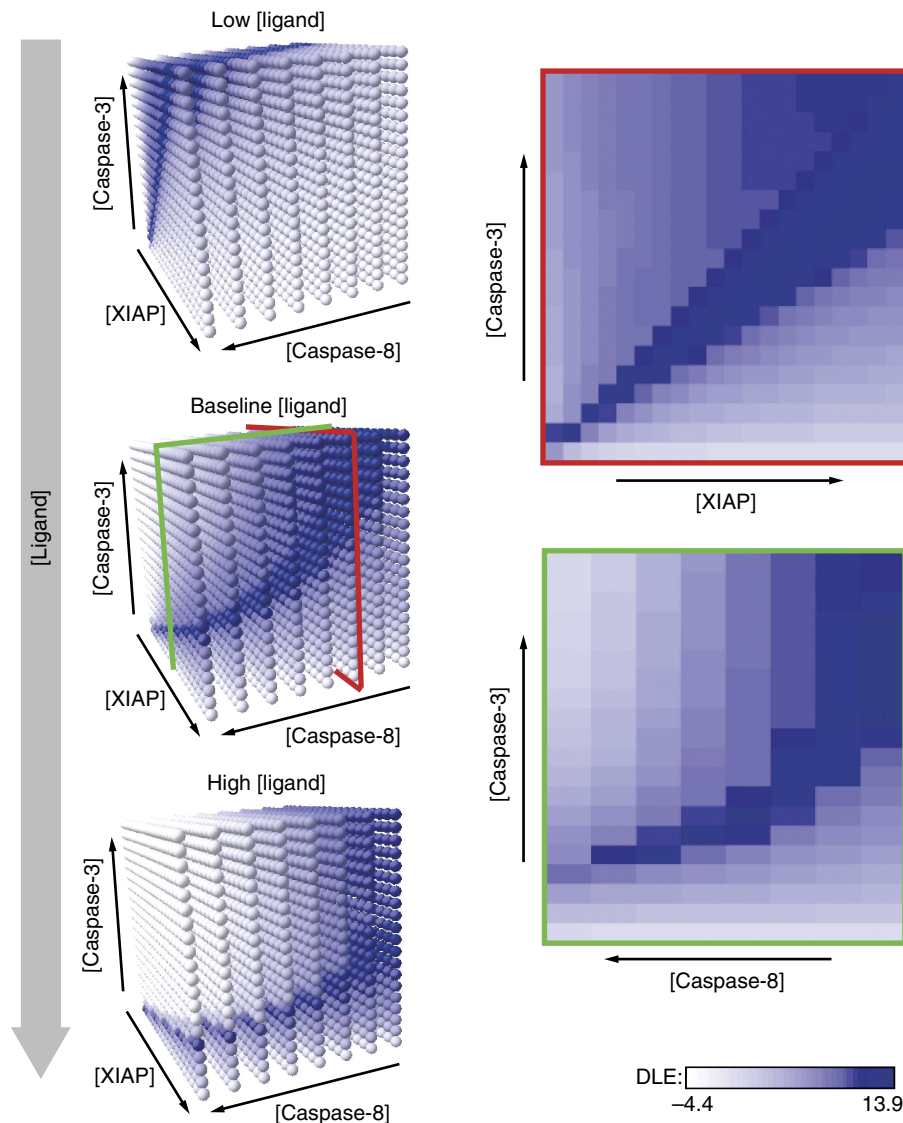 Low [ligand]
[Caspase-3]
[XIAP]
[Caspase-8]
Baseline [ligand]
[Caspase-3]
[XIAP]
[Caspase-8]
High [ligand]
[Caspase-3]
[XIAP]
[Caspase-8]
[Ligand]
[Caspase-3]
[XIAP]
[Caspase-3]
[Caspase-8]
DLE:
–4.4 13.9